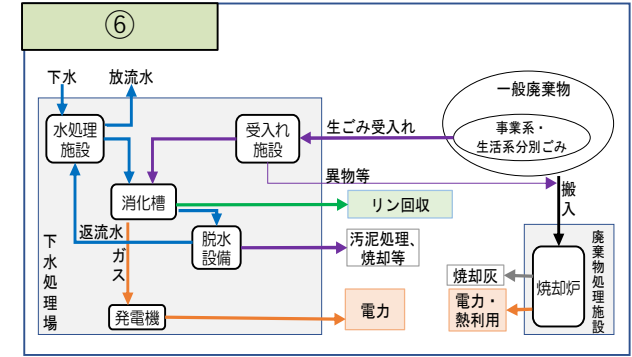 ⑥
下水
放流水
一般廃棄物
水処理
施設
受入れ
施設
生ごみ受入れ
事業系・
生活系分別ごみ
異物等
搬
入
消化槽
リン回収
返流水
脱水
設備
汚泥処理、
焼却等
ガ
ス
下
水
処
理
場
発電機
電力
焼却灰
電力・
熱利用
焼却炉
廃
棄
物
処
理
施
設